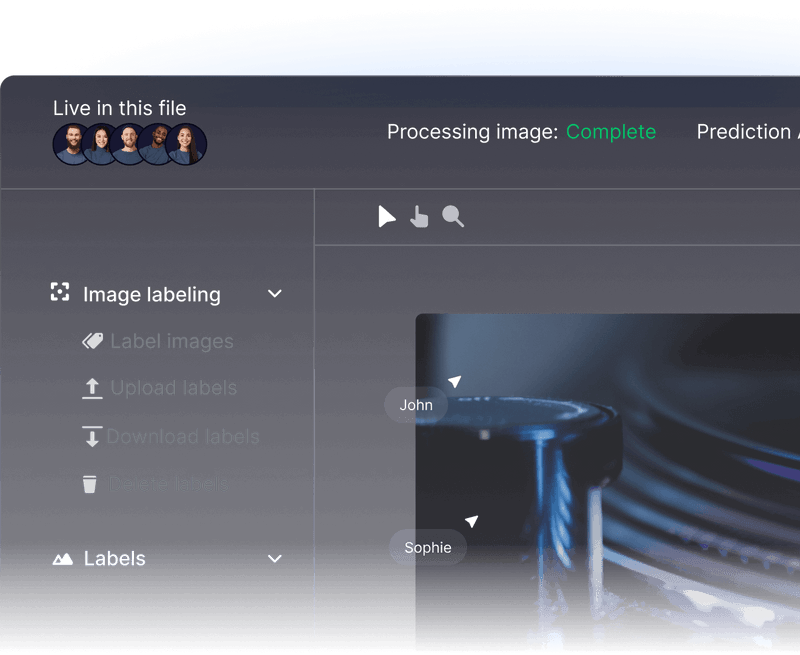 Live in this file
Processing image: Complete
Prediction
Image labeling
Label images
Upload labels
Download labels
Labels
John
Sophie